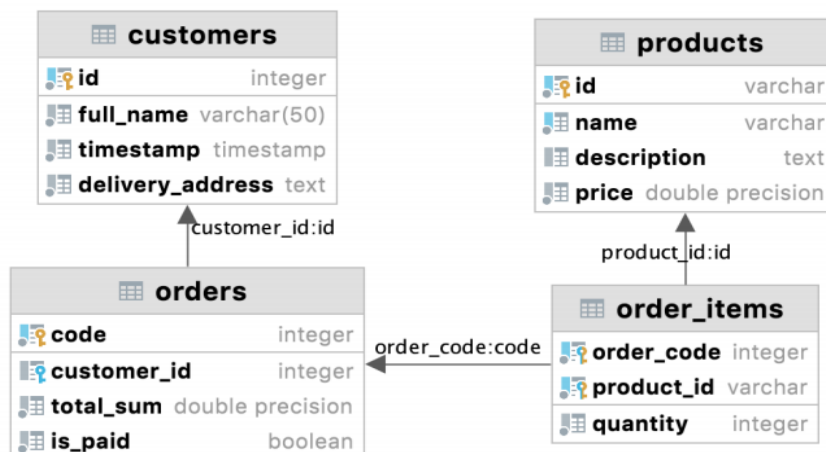 customers
id integer
full_name varchar(50)
timestamp timestamp
delivery_address text
products
id varchar
name varchar
description text
price double precision
customer_id:id
product_id:id
orders
code integer
customer_id integer
total_sum double precision
is_paid boolean
order_code:code
order_items
order_code integer
product_id varchar
quantity integer